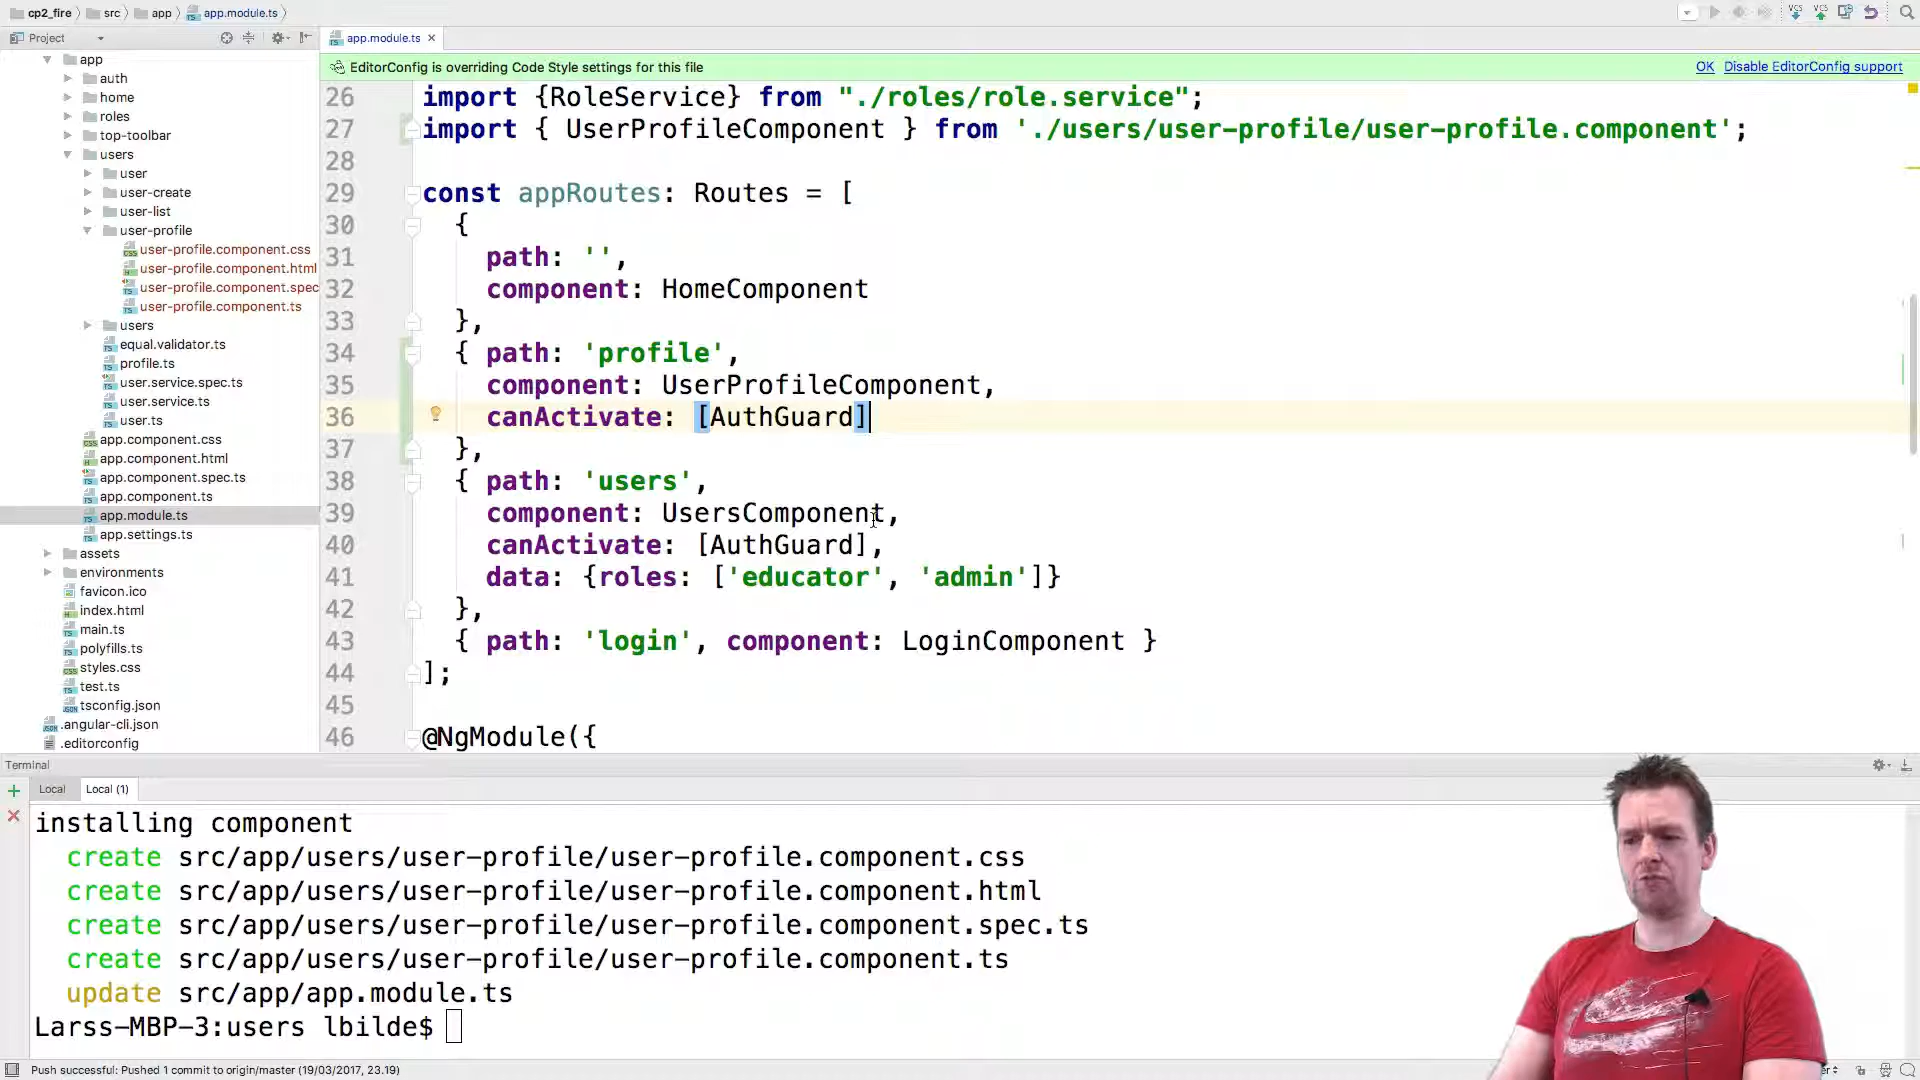 cp2_fire
src
app
app.module.ts
Project
app
auth
home
roles
top-toolbar
users
user
user-create
user-list
user-profile
user-profile.component.css
user-profile.component.html
user-profile.component.spec
user-profile.component.ts
users
equal.validator.ts
profile.ts
user.service.spec.ts
user.service.ts
user.ts
app.component.css
app.component.html
app.component.spec.ts
app.component.ts
app.module.ts
app.settings.ts
assets
environments
favicon.ico
index.html
main.ts
polyfills.ts
styles.css
test.ts
tsconfig.json
.angular-cli.json
.editorconfig
app.module.ts
EditorConfig is overriding Code Style settings for this file
OK Disable EditorConfig support
26 import {RoleService} from "./roles/role.service";
27 import { UserProfileComponent } from './users/user-profile/user-profile.component';
28
29 const appRoutes: Routes = [
30 {
31 path: '',
32 component: HomeComponent
33 },
34 { path: 'profile',
35 component: UserProfileComponent,
36 canActivate: [AuthGuard]
37 },
38 { path: 'users',
39 component: UsersComponent,
40 canActivate: [AuthGuard],
41 data: {roles: ['educator', 'admin']}
42 },
43 { path: 'login', component: LoginComponent }
44 ];
45
46 @NgModule({
Terminal
Local
Local (1)
installing component
create src/app/users/user-profile/user-profile.component.css
create src/app/users/user-profile/user-profile.component.html
create src/app/users/user-profile/user-profile.component.spec.ts
create src/app/users/user-profile/user-profile.component.ts
update src/app/app.module.ts
Larss-MBP-3:users lbilde$
Push successful: Pushed 1 commit to origin/master (19/03/2017, 23.19)